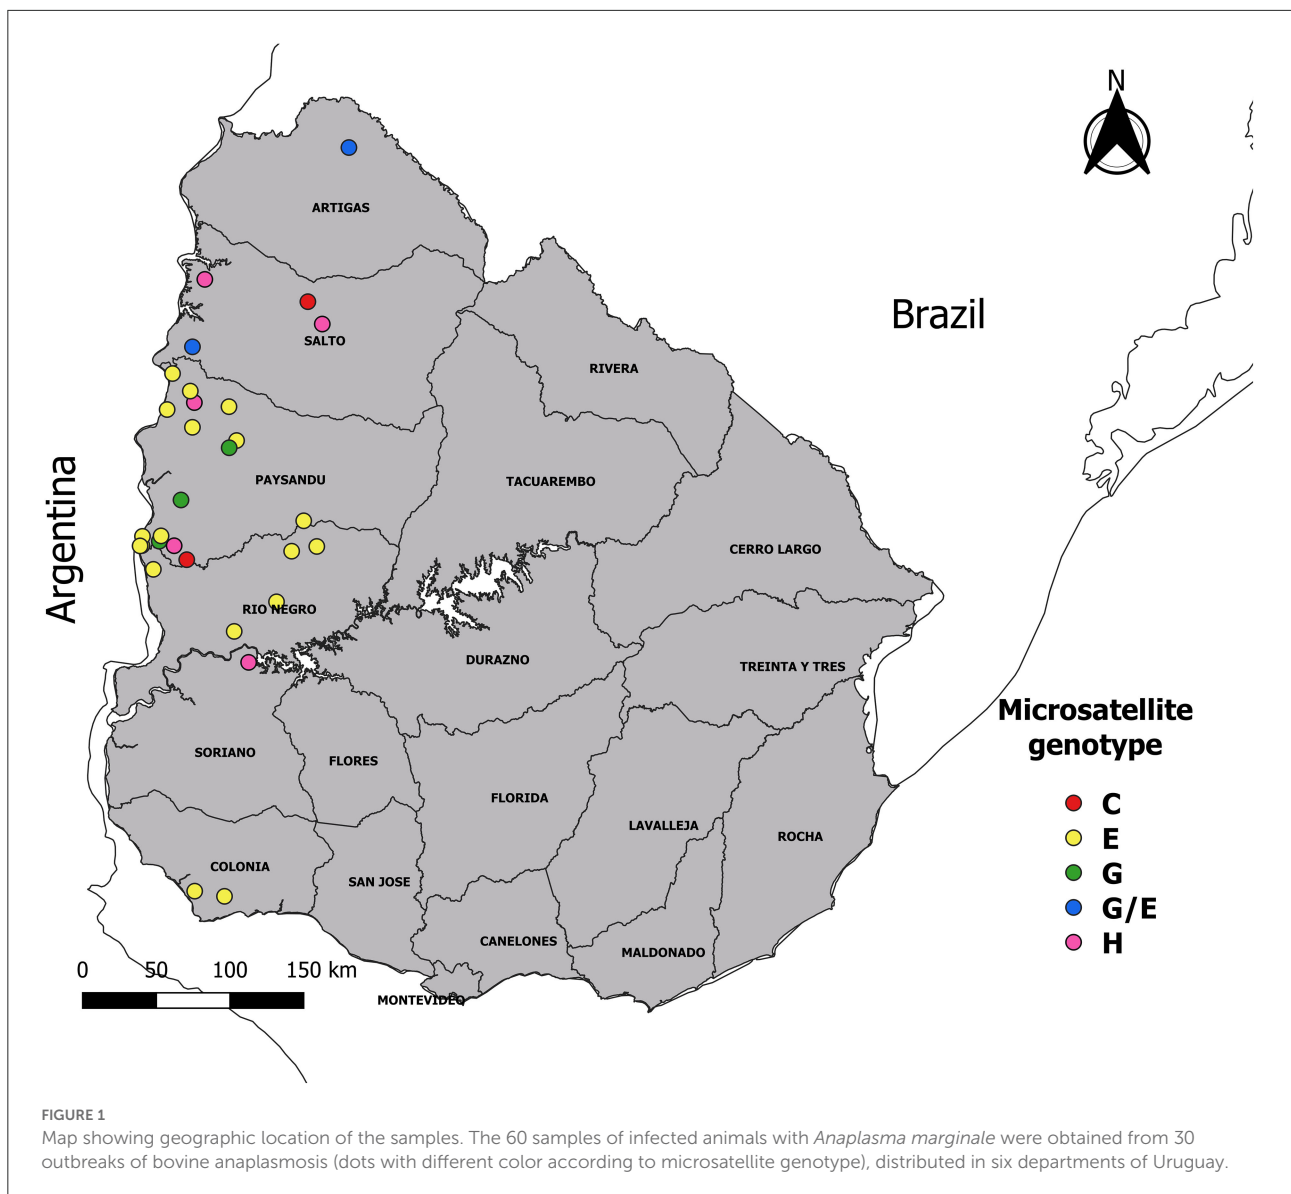 N
ARTIGAS
Brazil
SALTO
RIVERA
Argentina
PAYSANDU
TACUAREMBO
CERRO LARGO
RIO NEGRO
DURAZNO
TREINTA Y TRES
SORIANO
FLORES
FLORIDA
LAVALLEJA
ROCHA
COLONIA
SAN JOSE
CANELONES
MALDONADO
MONTEVIDEO
0 50 100 150 km
Microsatellite
genotype
C
E
G
G/E
H
FIGURE 1
Map showing geographic location of the samples. The 60 samples of infected animals with Anaplasma marginale were obtained from 30
outbreaks of bovine anaplasmosis (dots with different color according to microsatellite genotype), distributed in six departments of Uruguay.